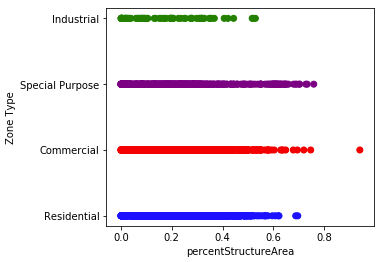 Industrial
Special Purpose
Zone Type
Commercial
Residential
0.0 0.2 0.4 0.6 0.8
percentStructureArea